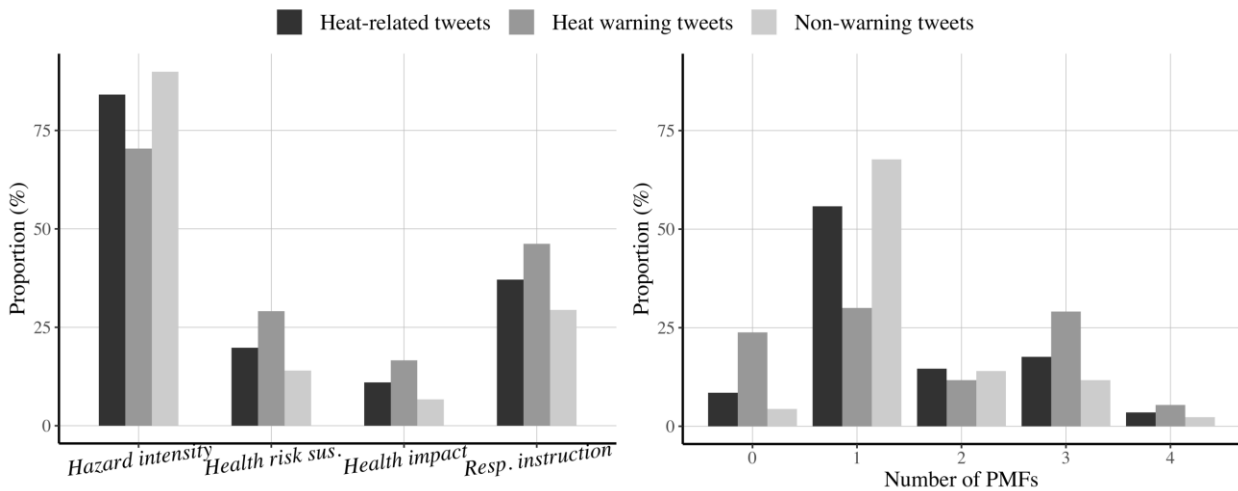 Heat-related tweets Heat warning tweets Non-warning tweets
Proportion (%)
75
50
25
0
Hazard intensity Health risk sus. Health impact Resp. instruction
Proportion (%)
75
50
25
0
0 1 2 3 4
Number of PMFs